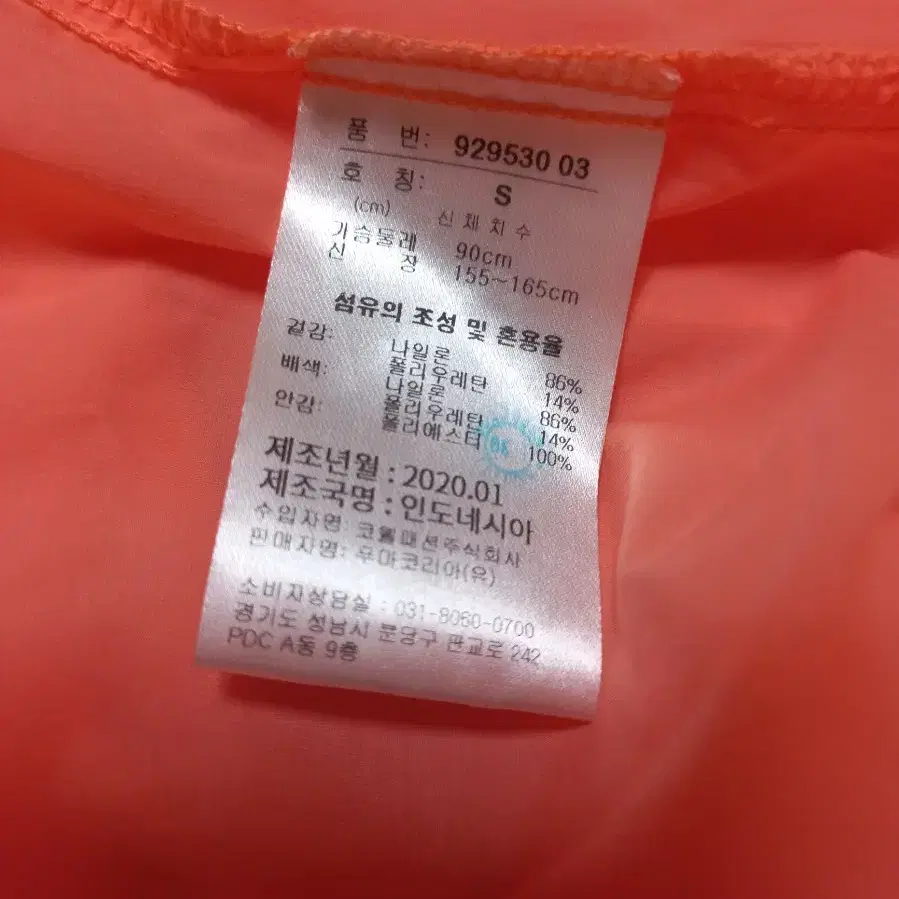 품 번: 929530 03
호 칭: S
(cm) 신 체 치 수
가슴둘레 90cm
신 장 155~165cm
섬유의 조성 및 혼용율
겉감: 나일론 86%
폴리우레탄 14%
배색: 나일론 86%
폴리우레탄 14%
안감: 폴리에스터 100%
제조년월 : 2020.01
제조국명 : 인도네시아
수입자명: 코웰패션주식회사
판매자명: 푸마코리아(유)
소비자상담실 : 031-8060-0700
경기도 성남시 분당구 판교로 242
PDC A동 9층
OK